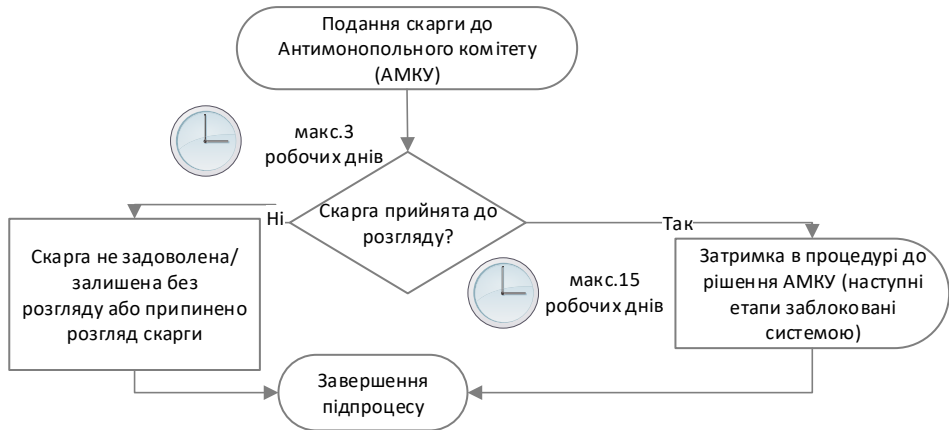 Подання скарги до
Антимонопольного комітету
(АМКУ)
макс.3
робочих днів
Скарга прийнята до
розгляду?
Ні
Так
Скарга не задоволена/
залишена без
розгляду або припинено
розгляд скарги
макс.15
робочих днів
Затримка в процедурі до
рішення АМКУ (наступні
етапи заблоковані
системою)
Завершення
підпроцесу